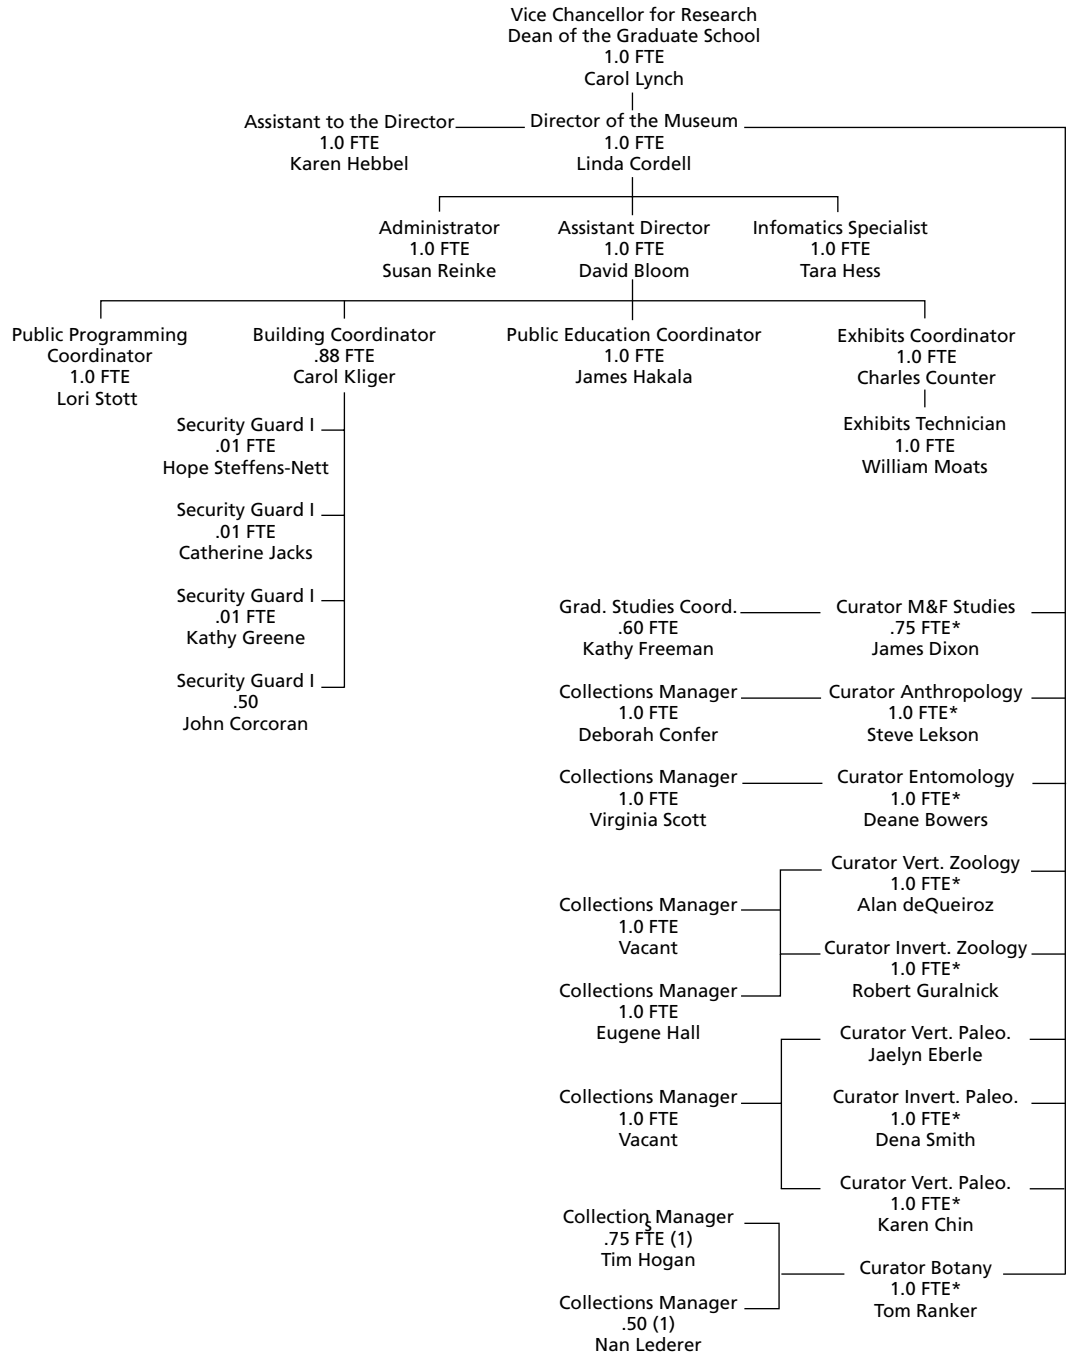 Vice Chancellor for Research
Dean of the Graduate School
1.0 FTE
Carol Lynch
Assistant to the Director
1.0 FTE
Karen Hebbel
Director of the Museum
1.0 FTE
Linda Cordell
Administrator
1.0 FTE
Susan Reinke
Assistant Director
1.0 FTE
David Bloom
Infomatics Specialist
1.0 FTE
Tara Hess
Public Programming
Coordinator
1.0 FTE
Lori Stott
Building Coordinator
.88 FTE
Carol Kliger
Public Education Coordinator
1.0 FTE
James Hakala
Exhibits Coordinator
1.0 FTE
Charles Counter
Exhibits Technician
1.0 FTE
William Moats
Security Guard I
.01 FTE
Hope Steffens-Nett
Security Guard I
.01 FTE
Catherine Jacks
Security Guard I
.01 FTE
Kathy Greene
Security Guard I
.50
John Corcoran
Grad. Studies Coord.
.60 FTE
Kathy Freeman
Curator M&F Studies
.75 FTE*
James Dixon
Collections Manager
1.0 FTE
Deborah Confer
Curator Anthropology
1.0 FTE*
Steve Lekson
Collections Manager
1.0 FTE
Virginia Scott
Curator Entomology
1.0 FTE*
Deane Bowers
Curator Vert. Zoology
1.0 FTE*
Alan deQueiroz
Collections Manager
1.0 FTE
Vacant
Curator Invert. Zoology
1.0 FTE*
Robert Guralnick
Collections Manager
1.0 FTE
Eugene Hall
Curator Vert. Paleo.
Jaelyn Eberle
Collections Manager
1.0 FTE
Vacant
Curator Invert. Paleo.
1.0 FTE*
Dena Smith
Curator Vert. Paleo.
1.0 FTE*
Karen Chin
Collection Manager
s
.75 FTE (1)
Tim Hogan
Curator Botany
1.0 FTE*
Tom Ranker
Collections Manager
.50 (1)
Nan Lederer